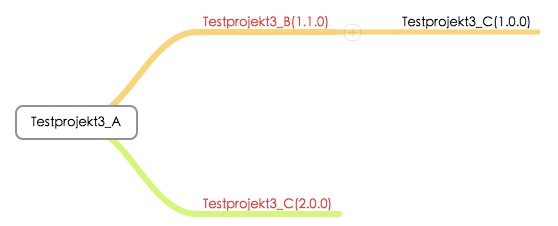 Testprojekt3_B(1.1.0)
Testprojekt3_C(1.0.0)
Testprojekt3_A
Testprojekt3_C(2.0.0)